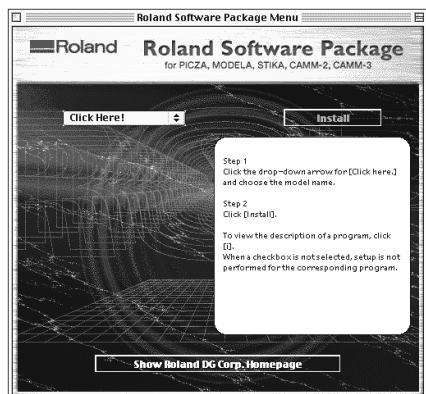 Roland Software Package Menu
Roland
Roland Software Package
for PICZA, MODELA, STIKA, CAMM-2, CAMM-3
Click Here!
Install
Step 1
Click the drop-down arrow for [Click here.]
and choose the model name.
Step 2
Click [Install].
To view the description of a program, click
[i].
When a checkbox is not selected, setup is not
performed for the corresponding program.
Show Roland DG Corp. Homepage